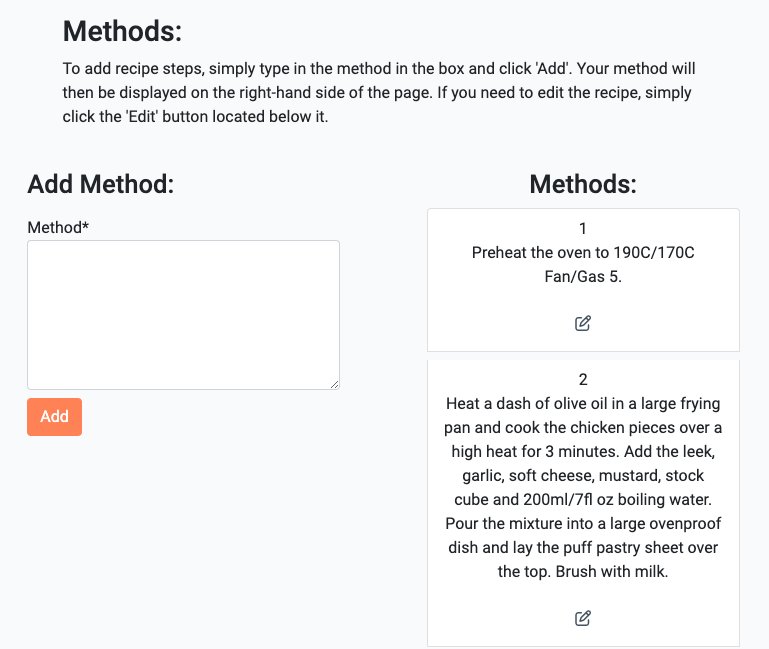 Methods:
To add recipe steps, simply type in the method in the box and click 'Add'. Your method will
then be displayed on the right-hand side of the page. If you need to edit the recipe, simply
click the 'Edit' button located below it.
Add Method:
Method*
Add
Methods:
1
Preheat the oven to 190C/170C
Fan/Gas 5.
2
Heat a dash of olive oil in a large frying
pan and cook the chicken pieces over a
high heat for 3 minutes. Add the leek,
garlic, soft cheese, mustard, stock
cube and 200ml/7fl oz boiling water.
Pour the mixture into a large ovenproof
dish and lay the puff pastry sheet over
the top. Brush with milk.